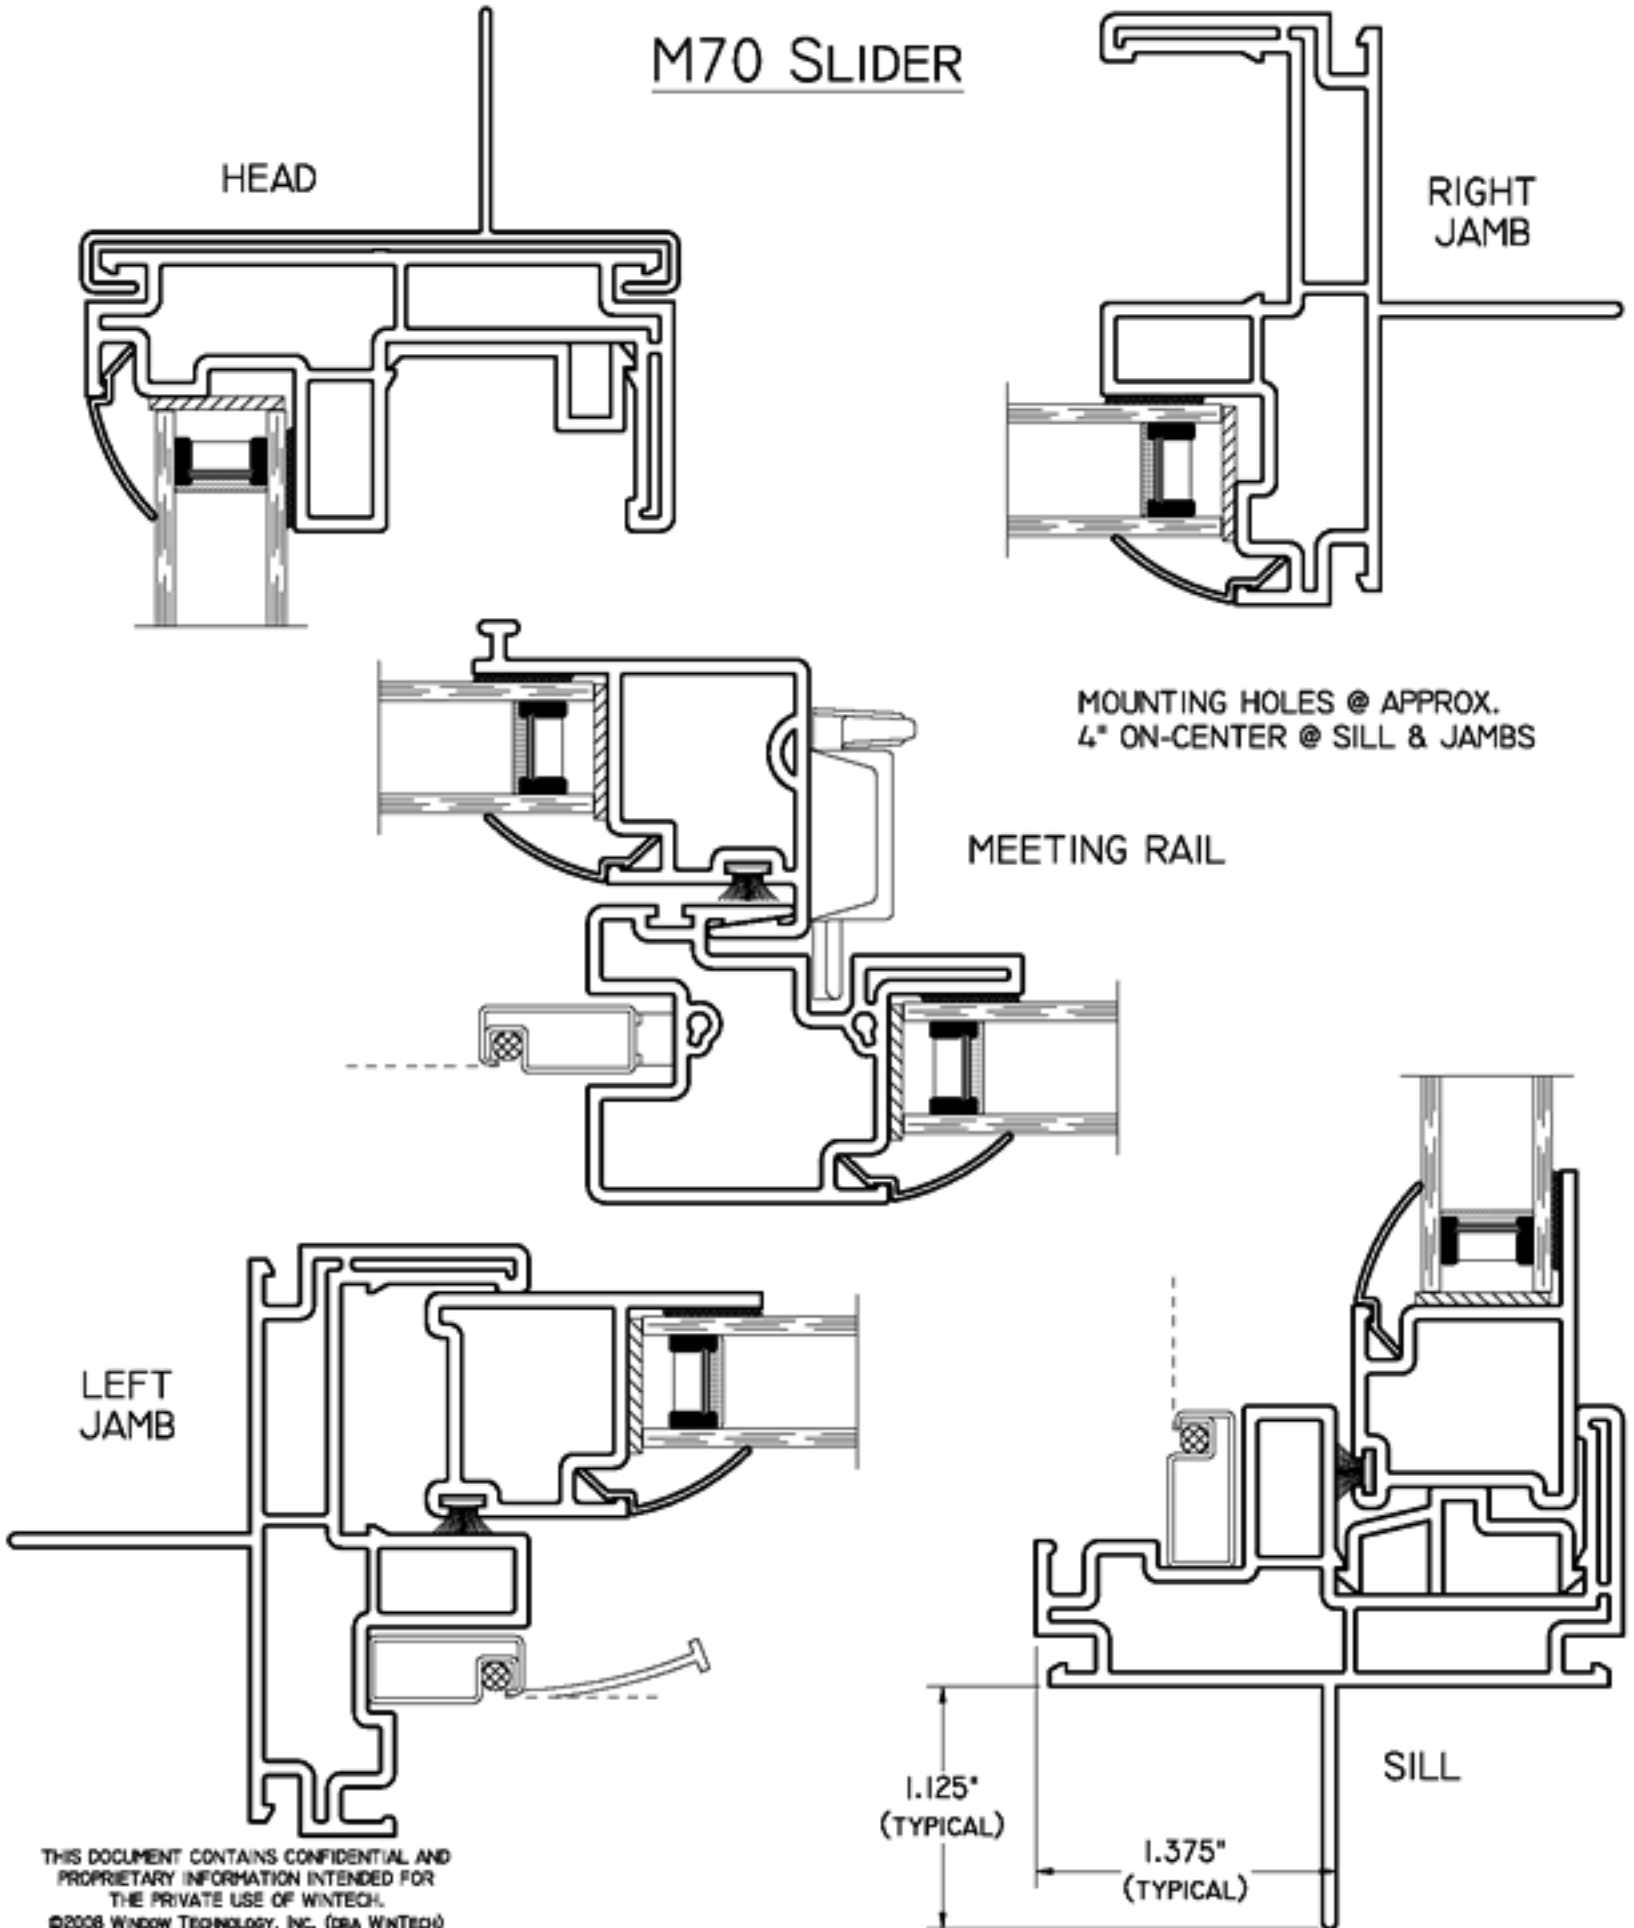 M70 SLIDER
HEAD
RIGHT
JAMB
MOUNTING HOLES @ APPROX.
4" ON-CENTER @ SILL & JAMBS
MEETING RAIL
LEFT
JAMB
SILL
1.125"
(TYPICAL)
1.375"
(TYPICAL)
THIS DOCUMENT CONTAINS CONFIDENTIAL AND
PROPRIETARY INFORMATION INTENDED FOR
THE PRIVATE USE OF WINTECH.
©2008 WINDOW TECHNOLOGY, INC. (DBA WINTECH)